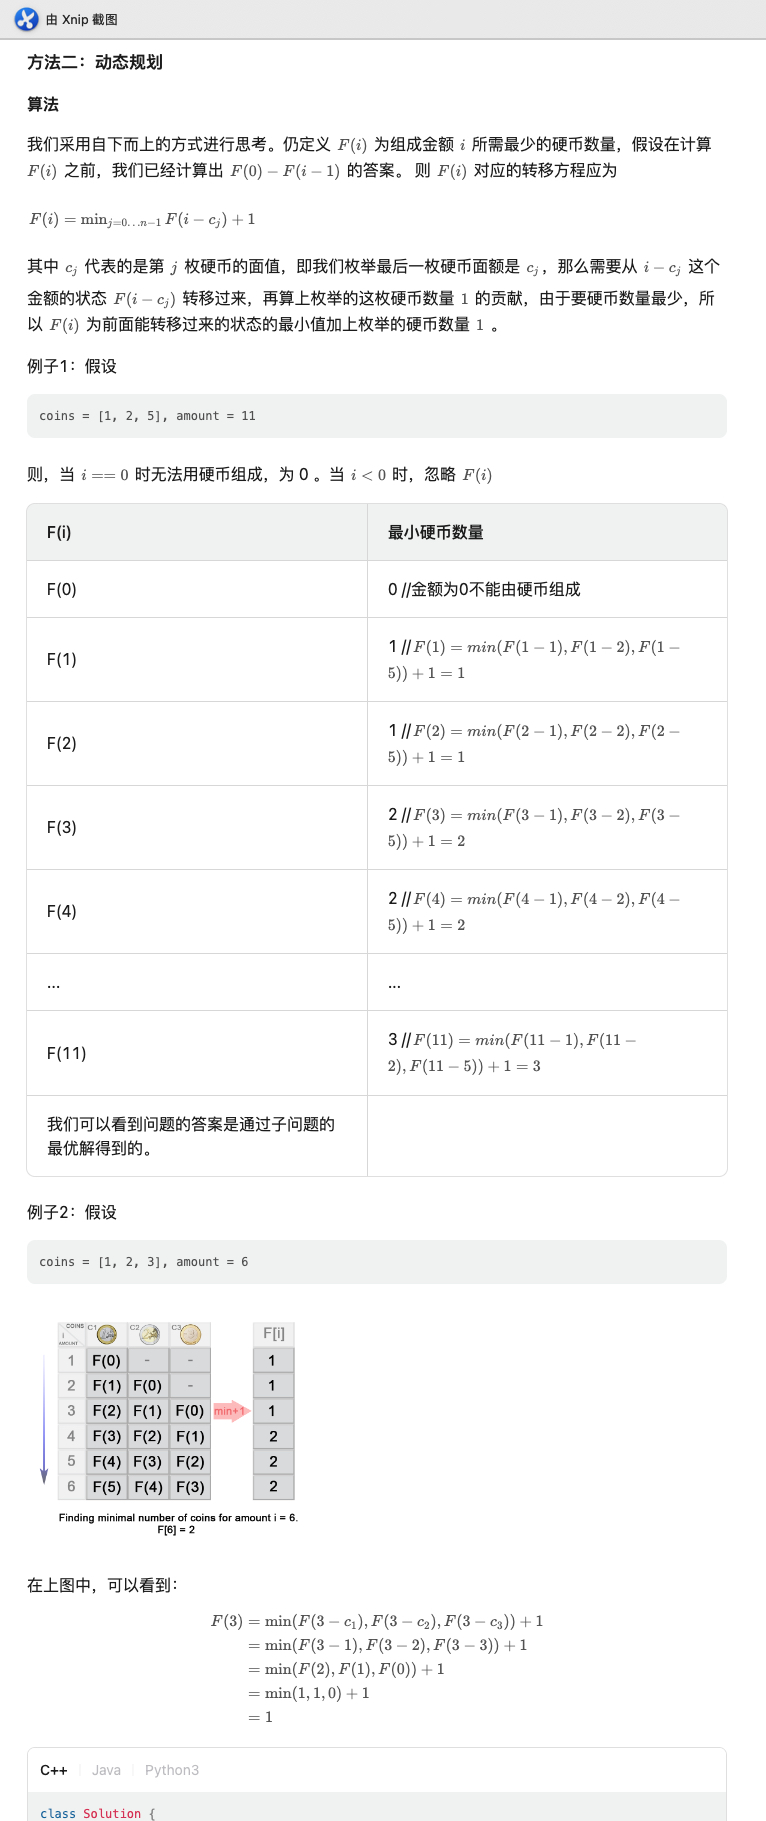 由 Xnip 截图
方法二：动态规划
算法
我们采用自下而上的方式进行思考。仍定义 F(i) 为组成金额 i 所需最少的硬币数量，假设在计算
F(i) 之前，我们已经计算出 F(0) − F(i − 1) 的答案。 则 F(i) 对应的转移方程应为
F(i) = min_{j=0…n−1} F(i − c_j) + 1
其中 c_j 代表的是第 j 枚硬币的面值，即我们枚举最后一枚硬币面额是 c_j，那么需要从 i − c_j 这个
金额的状态 F(i − c_j) 转移过来，再算上枚举的这枚硬币数量 1 的贡献，由于要硬币数量最少，所
以 F(i) 为前面能转移过来的状态的最小值加上枚举的硬币数量 1 。
例子1：假设
coins = [1, 2, 5], amount = 11
则，当 i == 0 时无法用硬币组成，为 0 。当 i < 0 时，忽略 F(i)
F(i) 最小硬币数量
F(0) 0 //金额为0不能由硬币组成
F(1) 1 //F(1) = min(F(1 − 1), F(1 − 2), F(1 −
5)) + 1 = 1
F(2) 1 //F(2) = min(F(2 − 1), F(2 − 2), F(2 −
5)) + 1 = 1
F(3) 2 //F(3) = min(F(3 − 1), F(3 − 2), F(3 −
5)) + 1 = 2
F(4) 2 //F(4) = min(F(4 − 1), F(4 − 2), F(4 −
5)) + 1 = 2
... ...
F(11) 3 //F(11) = min(F(11 − 1), F(11 −
2), F(11 − 5)) + 1 = 3
我们可以看到问题的答案是通过子问题的
最优解得到的。
例子2：假设
coins = [1, 2, 3], amount = 6
COINS C1 C2 C3 F[i]
i
AMOUNT
1 F(0) - - 1
2 F(1) F(0) - 1
3 F(2) F(1) F(0) min+1 1
4 F(3) F(2) F(1) 2
5 F(4) F(3) F(2) 2
6 F(5) F(4) F(3) 2
Finding minimal number of coins for amount i = 6.
F[6] = 2
在上图中，可以看到：
F(3) = min(F(3 − c_1), F(3 − c_2), F(3 − c_3)) + 1
= min(F(3 − 1), F(3 − 2), F(3 − 3)) + 1
= min(F(2), F(1), F(0)) + 1
= min(1, 1, 0) + 1
= 1
C++ Java Python3
class Solution {